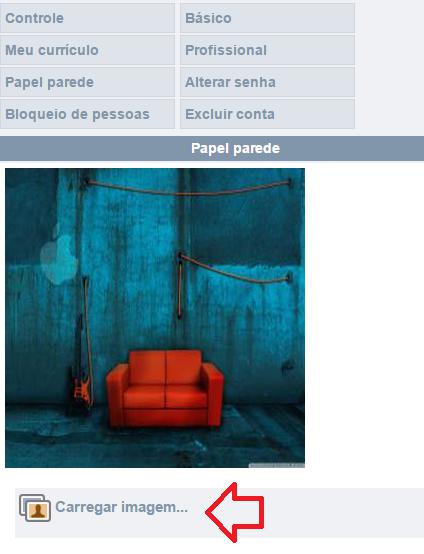 Controle Básico
Meu currículo Profissional
Papel parede Alterar senha
Bloqueio de pessoas Excluir conta
Papel parede
Carregar imagem...